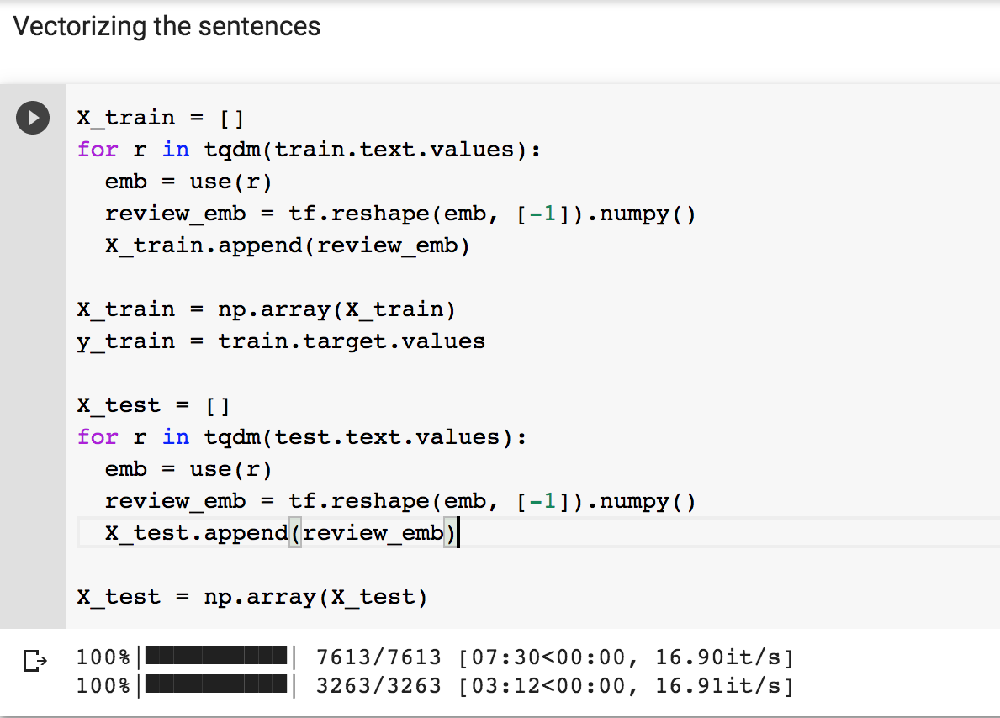 Vectorizing the sentences
X_train = []
for r in tqdm(train.text.values):
  emb = use(r)
  review_emb = tf.reshape(emb, [-1]).numpy()
  X_train.append(review_emb)
X_train = np.array(X_train)
y_train = train.target.values
X_test = []
for r in tqdm(test.text.values):
  emb = use(r)
  review_emb = tf.reshape(emb, [-1]).numpy()
  X_test.append(review_emb)
X_test = np.array(X_test)
100%|██████████| 7613/7613 [07:30<00:00, 16.90it/s]
100%|██████████| 3263/3263 [03:12<00:00, 16.91it/s]